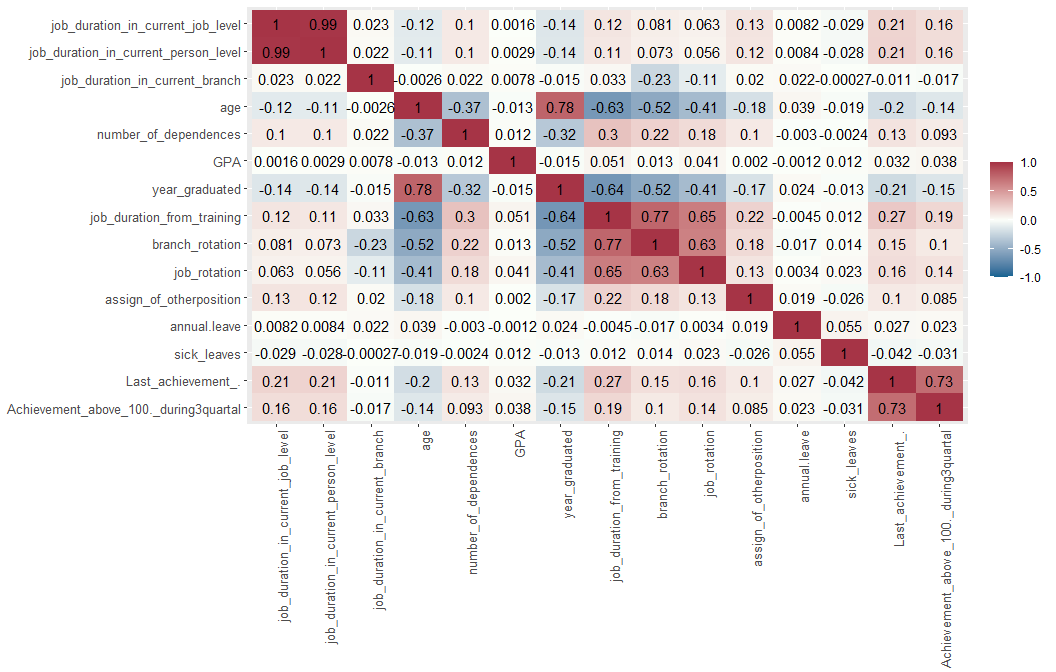 job_duration_in_current_job_level 1 0.99 0.023 -0.12 0.1 0.0016 -0.14 0.12 0.081 0.063 0.13 0.0082 -0.029 0.21 0.16
job_duration_in_current_person_level 0.99 1 0.022 -0.11 0.1 0.0029 -0.14 0.11 0.073 0.056 0.12 0.0084 -0.028 0.21 0.16
job_duration_in_current_branch 0.023 0.022 1 -0.0026 0.022 0.0078 -0.015 0.033 -0.23 -0.11 0.02 0.022 -0.00027 -0.011 -0.017
age -0.12 -0.11 -0.0026 1 -0.37 -0.013 0.78 -0.63 -0.52 -0.41 -0.18 0.039 -0.019 -0.2 -0.14
number_of_dependences 0.1 0.1 0.022 -0.37 1 0.012 -0.32 0.3 0.22 0.18 0.1 -0.003 -0.0024 0.13 0.093
GPA 0.0016 0.0029 0.0078 -0.013 0.012 1 -0.015 0.051 0.013 0.041 0.002 -0.0012 0.012 0.032 0.038
year_graduated -0.14 -0.14 -0.015 0.78 -0.32 -0.015 1 -0.64 -0.52 -0.41 -0.17 0.024 -0.013 -0.21 -0.15
job_duration_from_training 0.12 0.11 0.033 -0.63 0.3 0.051 -0.64 1 0.77 0.65 0.22 -0.0045 0.012 0.27 0.19
branch_rotation 0.081 0.073 -0.23 -0.52 0.22 0.013 -0.52 0.77 1 0.63 0.18 -0.017 0.014 0.15 0.1
job_rotation 0.063 0.056 -0.11 -0.41 0.18 0.041 -0.41 0.65 0.63 1 0.13 0.0034 0.023 0.16 0.14
assign_of_otherposition 0.13 0.12 0.02 -0.18 0.1 0.002 -0.17 0.22 0.18 0.13 1 0.019 -0.026 0.1 0.085
annual.leave 0.0082 0.0084 0.022 0.039 -0.003 -0.0012 0.024 -0.0045 -0.017 0.0034 0.019 1 0.055 0.027 0.023
sick_leaves -0.029 -0.028 -0.00027 -0.019 -0.0024 0.012 -0.013 0.012 0.014 0.023 -0.026 0.055 1 -0.042 -0.031
Last_achievement_. 0.21 0.21 -0.011 -0.2 0.13 0.032 -0.21 0.27 0.15 0.16 0.1 0.027 -0.042 1 0.73
Achievement_above_100._during3quartal 0.16 0.16 -0.017 -0.14 0.093 0.038 -0.15 0.19 0.1 0.14 0.085 0.023 -0.031 0.73 1
job_duration_in_current_job_level
job_duration_in_current_person_level
job_duration_in_current_branch
age
number_of_dependences
GPA
year_graduated
job_duration_from_training
branch_rotation
job_rotation
assign_of_otherposition
annual.leave
sick_leaves
Last_achievement_.
Achievement_above_100._during3quartal
1.0
0.5
0.0
-0.5
-1.0